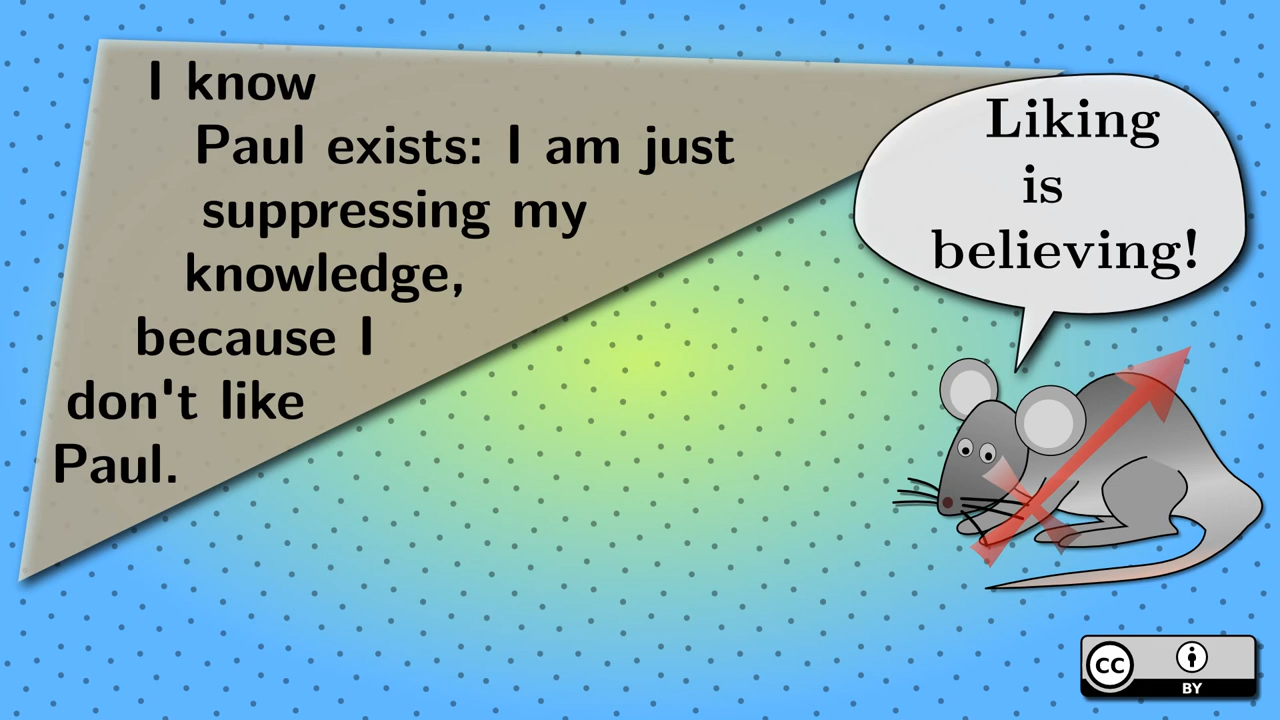 I know
Paul exists: I am just
suppressing my
knowledge,
because I
don't like
Paul.
Liking
is
believing!
CC
BY